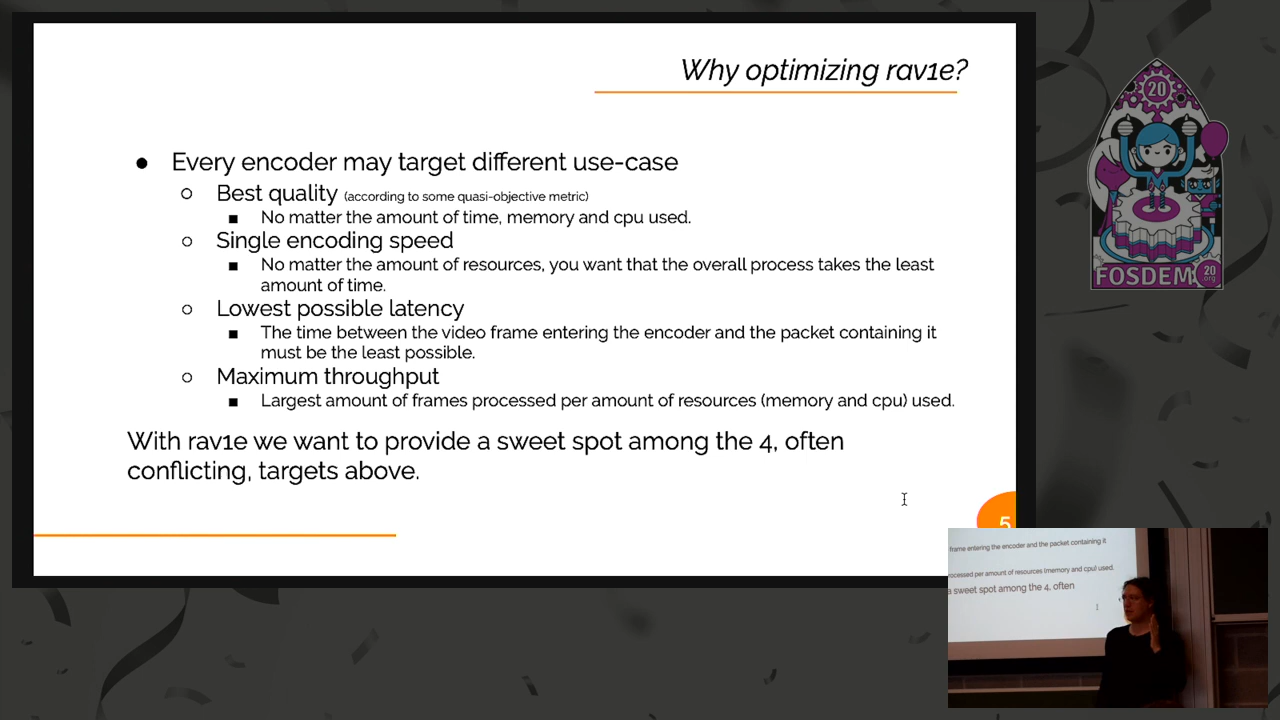 Why optimizing rav1e?
● Every encoder may target different use-case
○ Best quality (according to some quasi-objective metric)
■ No matter the amount of time, memory and cpu used.
○ Single encoding speed
■ No matter the amount of resources, you want that the overall process takes the least
amount of time.
○ Lowest possible latency
■ The time between the video frame entering the encoder and the packet containing it
must be the least possible.
○ Maximum throughput
■ Largest amount of frames processed per amount of resources (memory and cpu) used.
With rav1e we want to provide a sweet spot among the 4, often
conflicting, targets above.
5
20
FOSDEM
20
.org
frame entering the encoder and the packet containing it
ocessed per amount of resources (memory and cpu) used.
a sweet spot among the 4, often